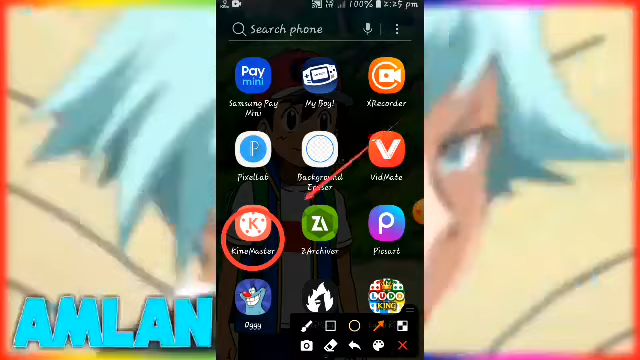 100% 2:25 pm
Search phone
Pay
mini
Samsung Pay
Mini
My Boy!
XRecorder
P
PixelLab
Background
Eraser
VidMate
K
KineMaster
ZA
ZArchiver
P
Picsart
LUDO
KING
Oggy
AMLAN